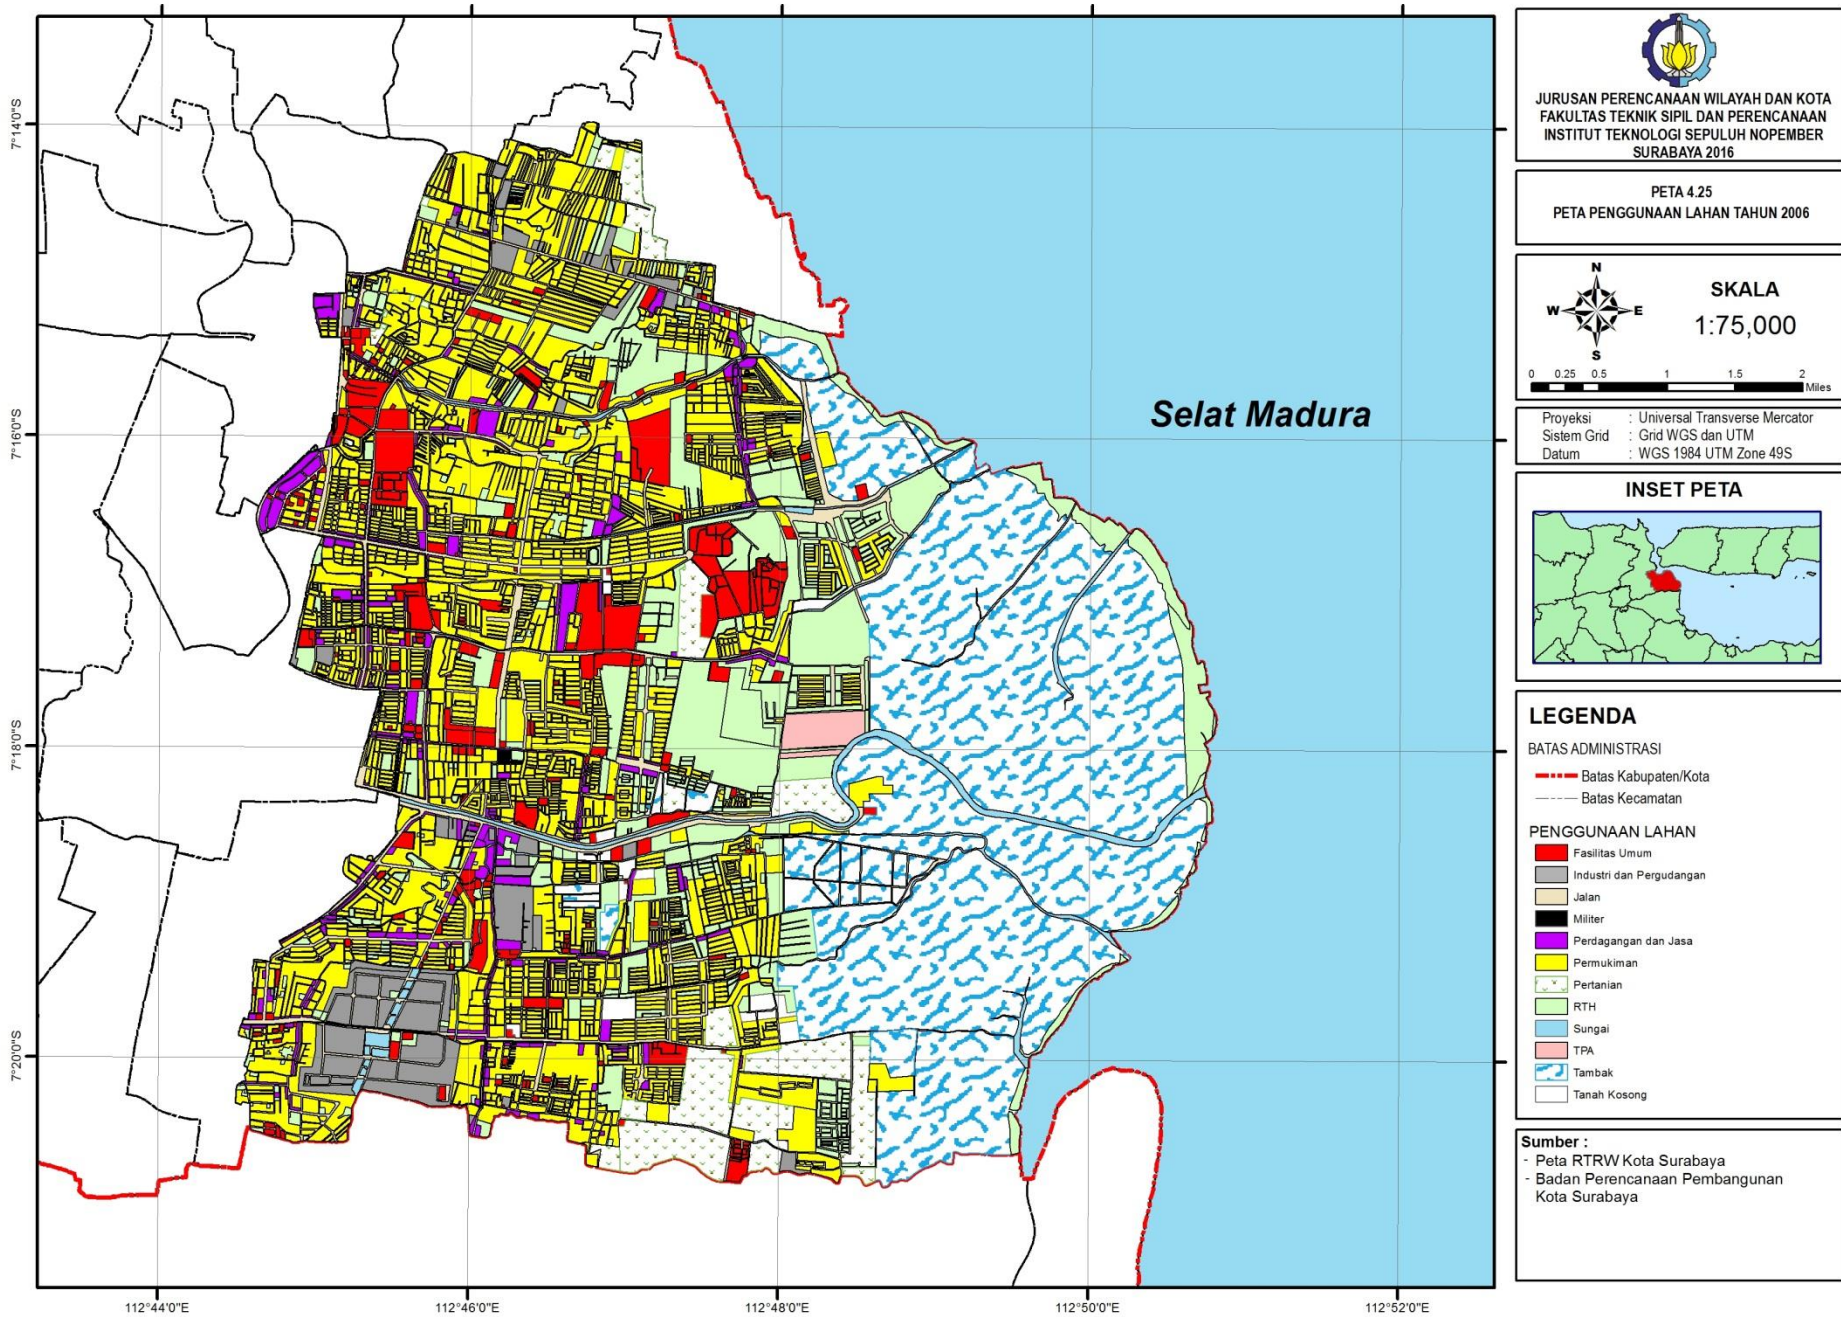 JURUSAN PERENCANAAN WILAYAH DAN KOTA
FAKULTAS TEKNIK SIPIL DAN PERENCANAAN
INSTITUT TEKNOLOGI SEPULUH NOPEMBER
SURABAYA 2016
PETA 4.25
PETA PENGGUNAAN LAHAN TAHUN 2006
N
W E
S
SKALA
1:75,000
0 0.25 0.5 1 1.5 2
Miles
Proyeksi : Universal Transverse Mercator
Sistem Grid : Grid WGS dan UTM
Datum : WGS 1984 UTM Zone 49S
INSET PETA
LEGENDA
BATAS ADMINISTRASI
Batas Kabupaten/Kota
Batas Kecamatan
PENGGUNAAN LAHAN
Fasilitas Umum
Industri dan Pergudangan
Jalan
Militer
Perdagangan dan Jasa
Permukiman
Pertanian
RTH
Sungai
TPA
Tambak
Tanah Kosong
Sumber :
- Peta RTRW Kota Surabaya
- Badan Perencanaan Pembangunan
Kota Surabaya
Selat Madura
7°14'0"S
7°16'0"S
7°18'0"S
7°20'0"S
112°44'0"E
112°46'0"E
112°48'0"E
112°50'0"E
112°52'0"E